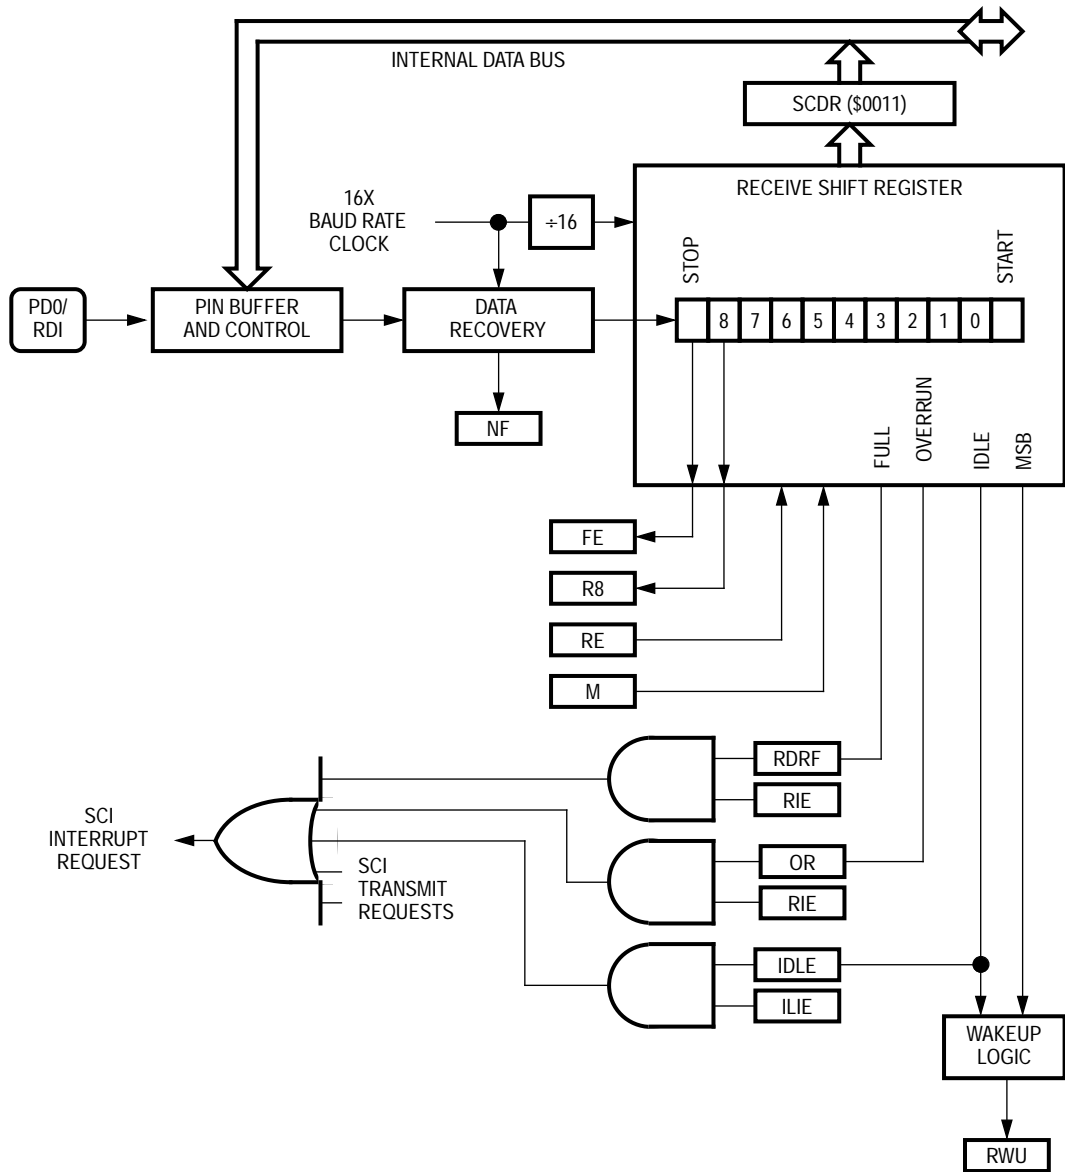 INTERNAL DATA BUS
SCDR ($0011)
RECEIVE SHIFT REGISTER
16X
BAUD RATE
CLOCK
÷16
STOP
START
PD0/
RDI
PIN BUFFER
AND CONTROL
DATA
RECOVERY
8 7 6 5 4 3 2 1 0
NF
FULL
OVERRUN
IDLE
MSB
FE
R8
RE
M
RDRF
RIE
SCI
INTERRUPT
REQUEST
SCI
TRANSMIT
REQUESTS
OR
RIE
IDLE
ILIE
WAKEUP
LOGIC
RWU